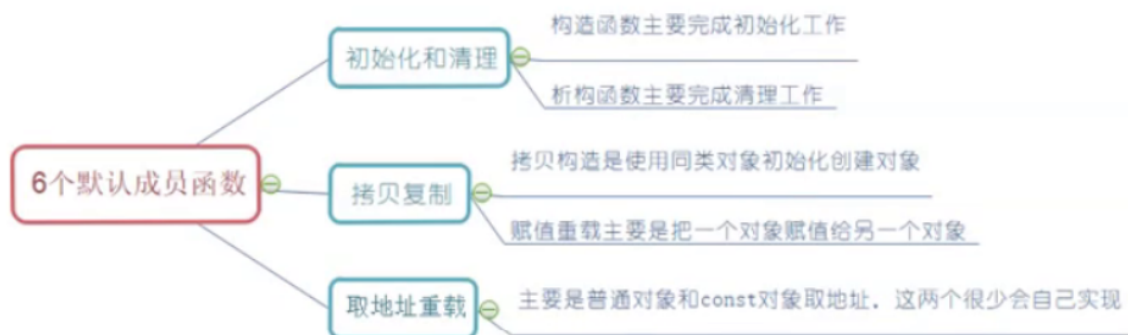 构造函数主要完成初始化工作
初始化和清理
析构函数主要完成清理工作
6个默认成员函数
拷贝构造是使用同类对象初始化创建对象
拷贝复制
赋值重载主要是把一个对象赋值给另一个对象
取地址重载
主要是普通对象和const对象取地址，这两个很少会自己实现